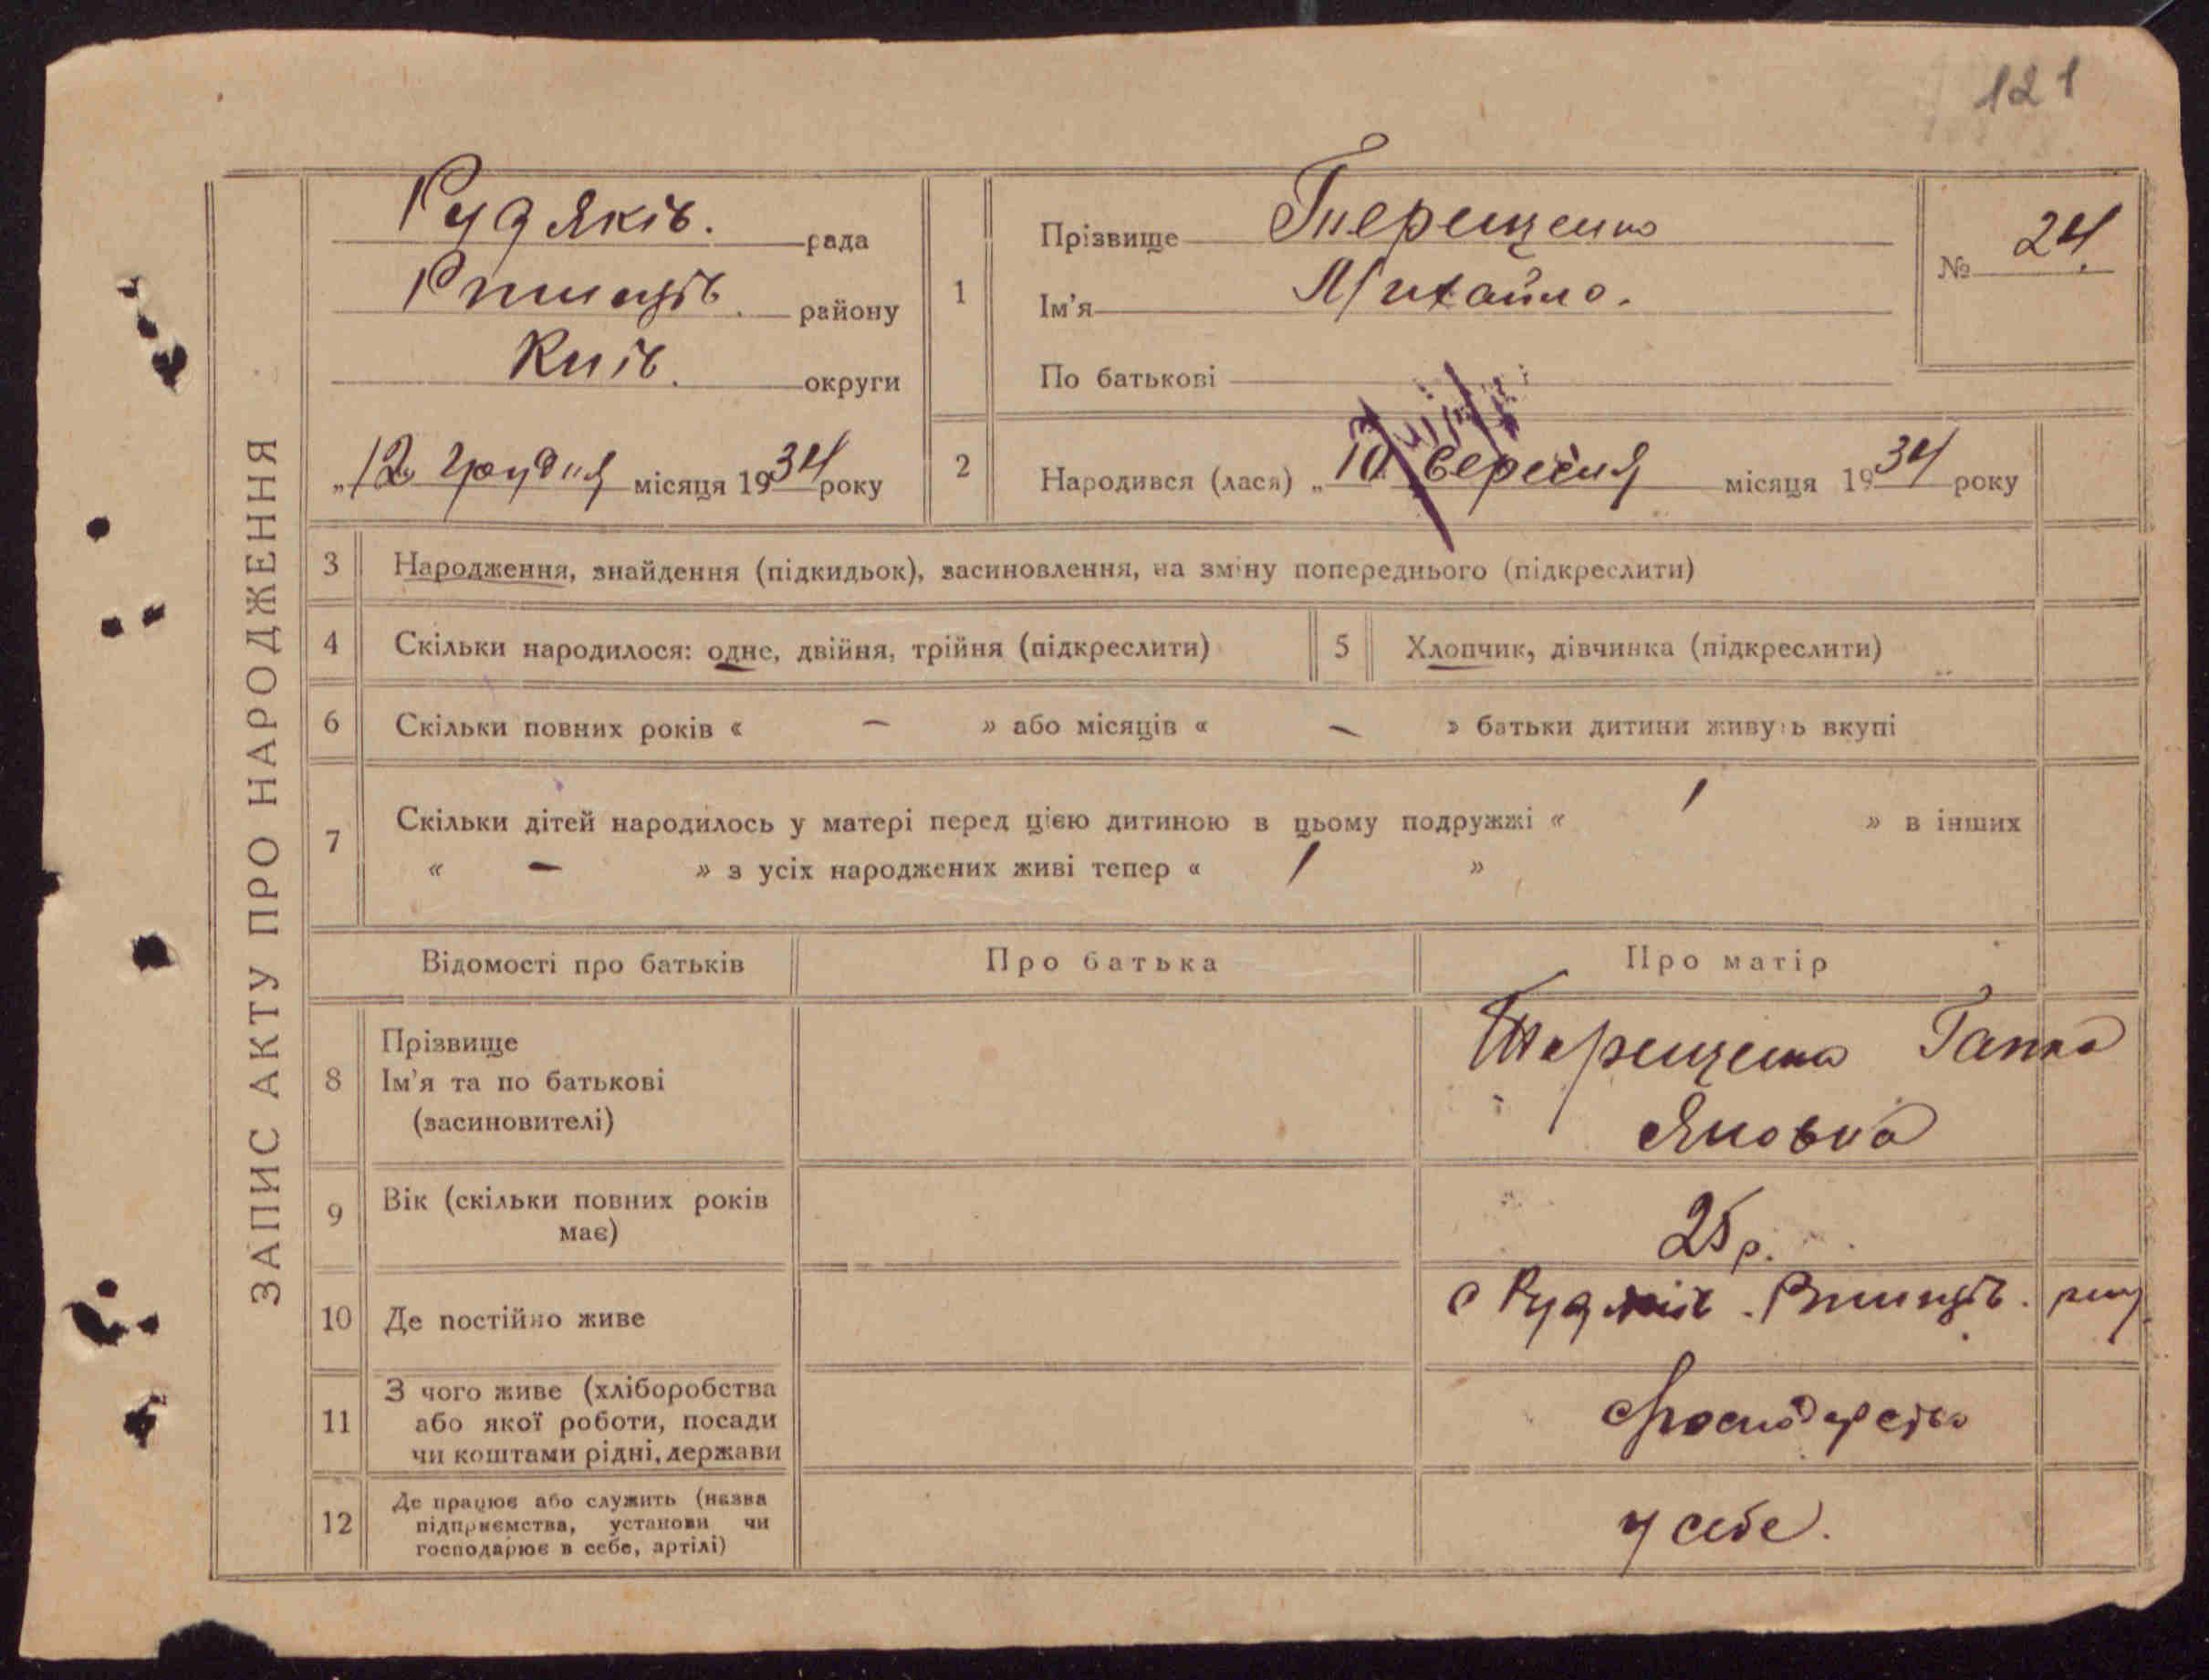 121
ЗАПИС АКТУ ПРО НАРОДЖЕННЯ
Рудяків. рада
Ржищів. району
Київ. округи
„12 грудня місяця 1934 року
1 Прізвище Терещенко
Ім'я Михайло.
По батькові
№ 24.
2 Народився (лася) „10 Сересня місяця 1934 року
3 Народження, знайдення (підкидьок), засиновлення, на зміну попереднього (підкреслити)
4 Скільки народилося: одне, двійня, трійня (підкреслити)
5 Хлопчик, дівчинка (підкреслити)
6 Скільки повних років « — » або місяців « — » батьки дитини живуть вкупі
7 Скільки дітей народилось у матері перед цією дитиною в цьому подружжі « 1 » в інших
« — » з усіх народжених живі тепер « 1 »
Відомості про батьків Про батька Про матір
8 Прізвище
Ім'я та по батькові
(засиновителі)
Терещенко Ганна
Яковна
9 Вік (скільки повних років
має)
25 р.
10 Де постійно живе
с Рудяків. Ржищів.
11 З чого живе (хліборобства
або якої роботи, посади
чи коштами рідні, держави
господарство
12 Де працює або служить (назва
підприємства, установи чи
господарює в себе, артілі)
у себе.